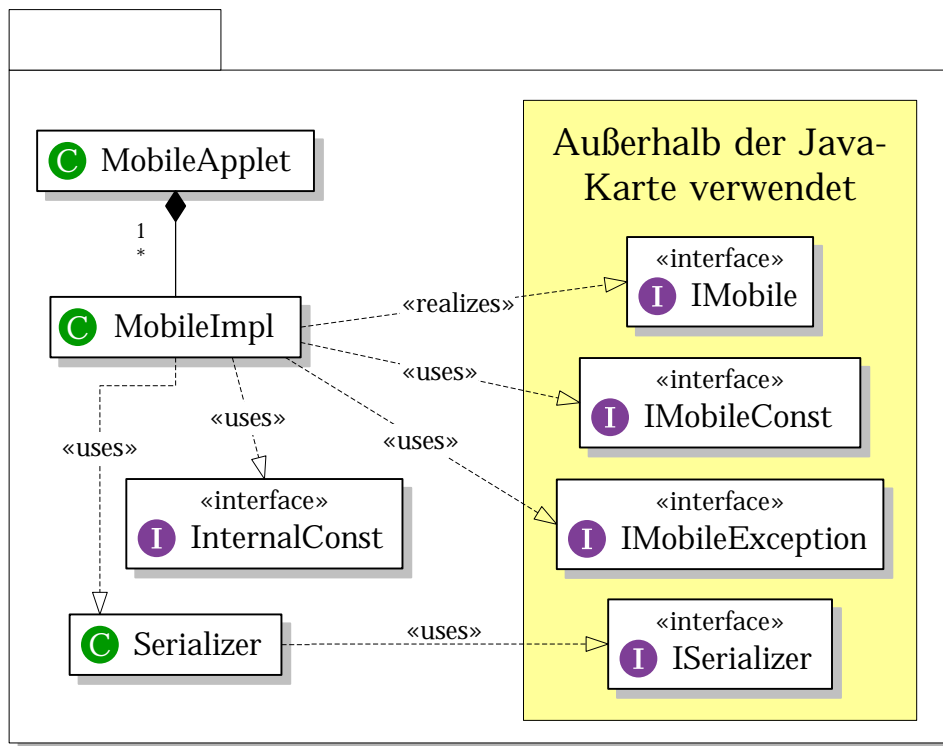 Außerhalb der Java-
Karte verwendet
C MobileApplet
1
*
«interface»
I IMobile
«realizes»
C MobileImpl
«uses»
«interface»
I IMobileConst
«uses»
«uses»
«uses»
«interface»
I InternalConst
«interface»
I IMobileException
C Serializer
«uses»
«interface»
I ISerializer